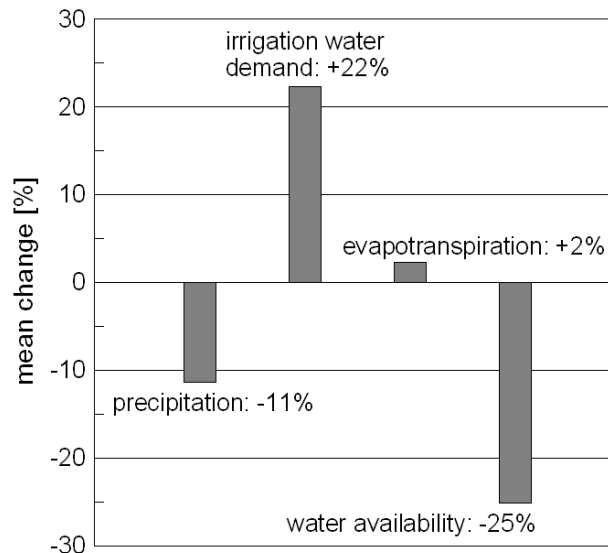 30
irrigation water
demand: +22%
20
10
evapotranspiration: +2%
0
mean change [%]
-10
precipitation: -11%
-20
water availability: -25%
-30